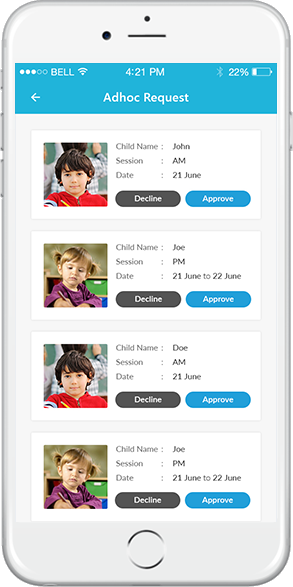 BELL 4:21 PM 22%
Adhoc Request
Child Name : John
Session : AM
Date : 21 June
Decline Approve
Child Name : Joe
Session : PM
Date : 21 June to 22 June
Decline Approve
Child Name : Doe
Session : AM
Date : 21 June
Decline Approve
Child Name : Joe
Session : PM
Date : 21 June to 22 June
Decline Approve